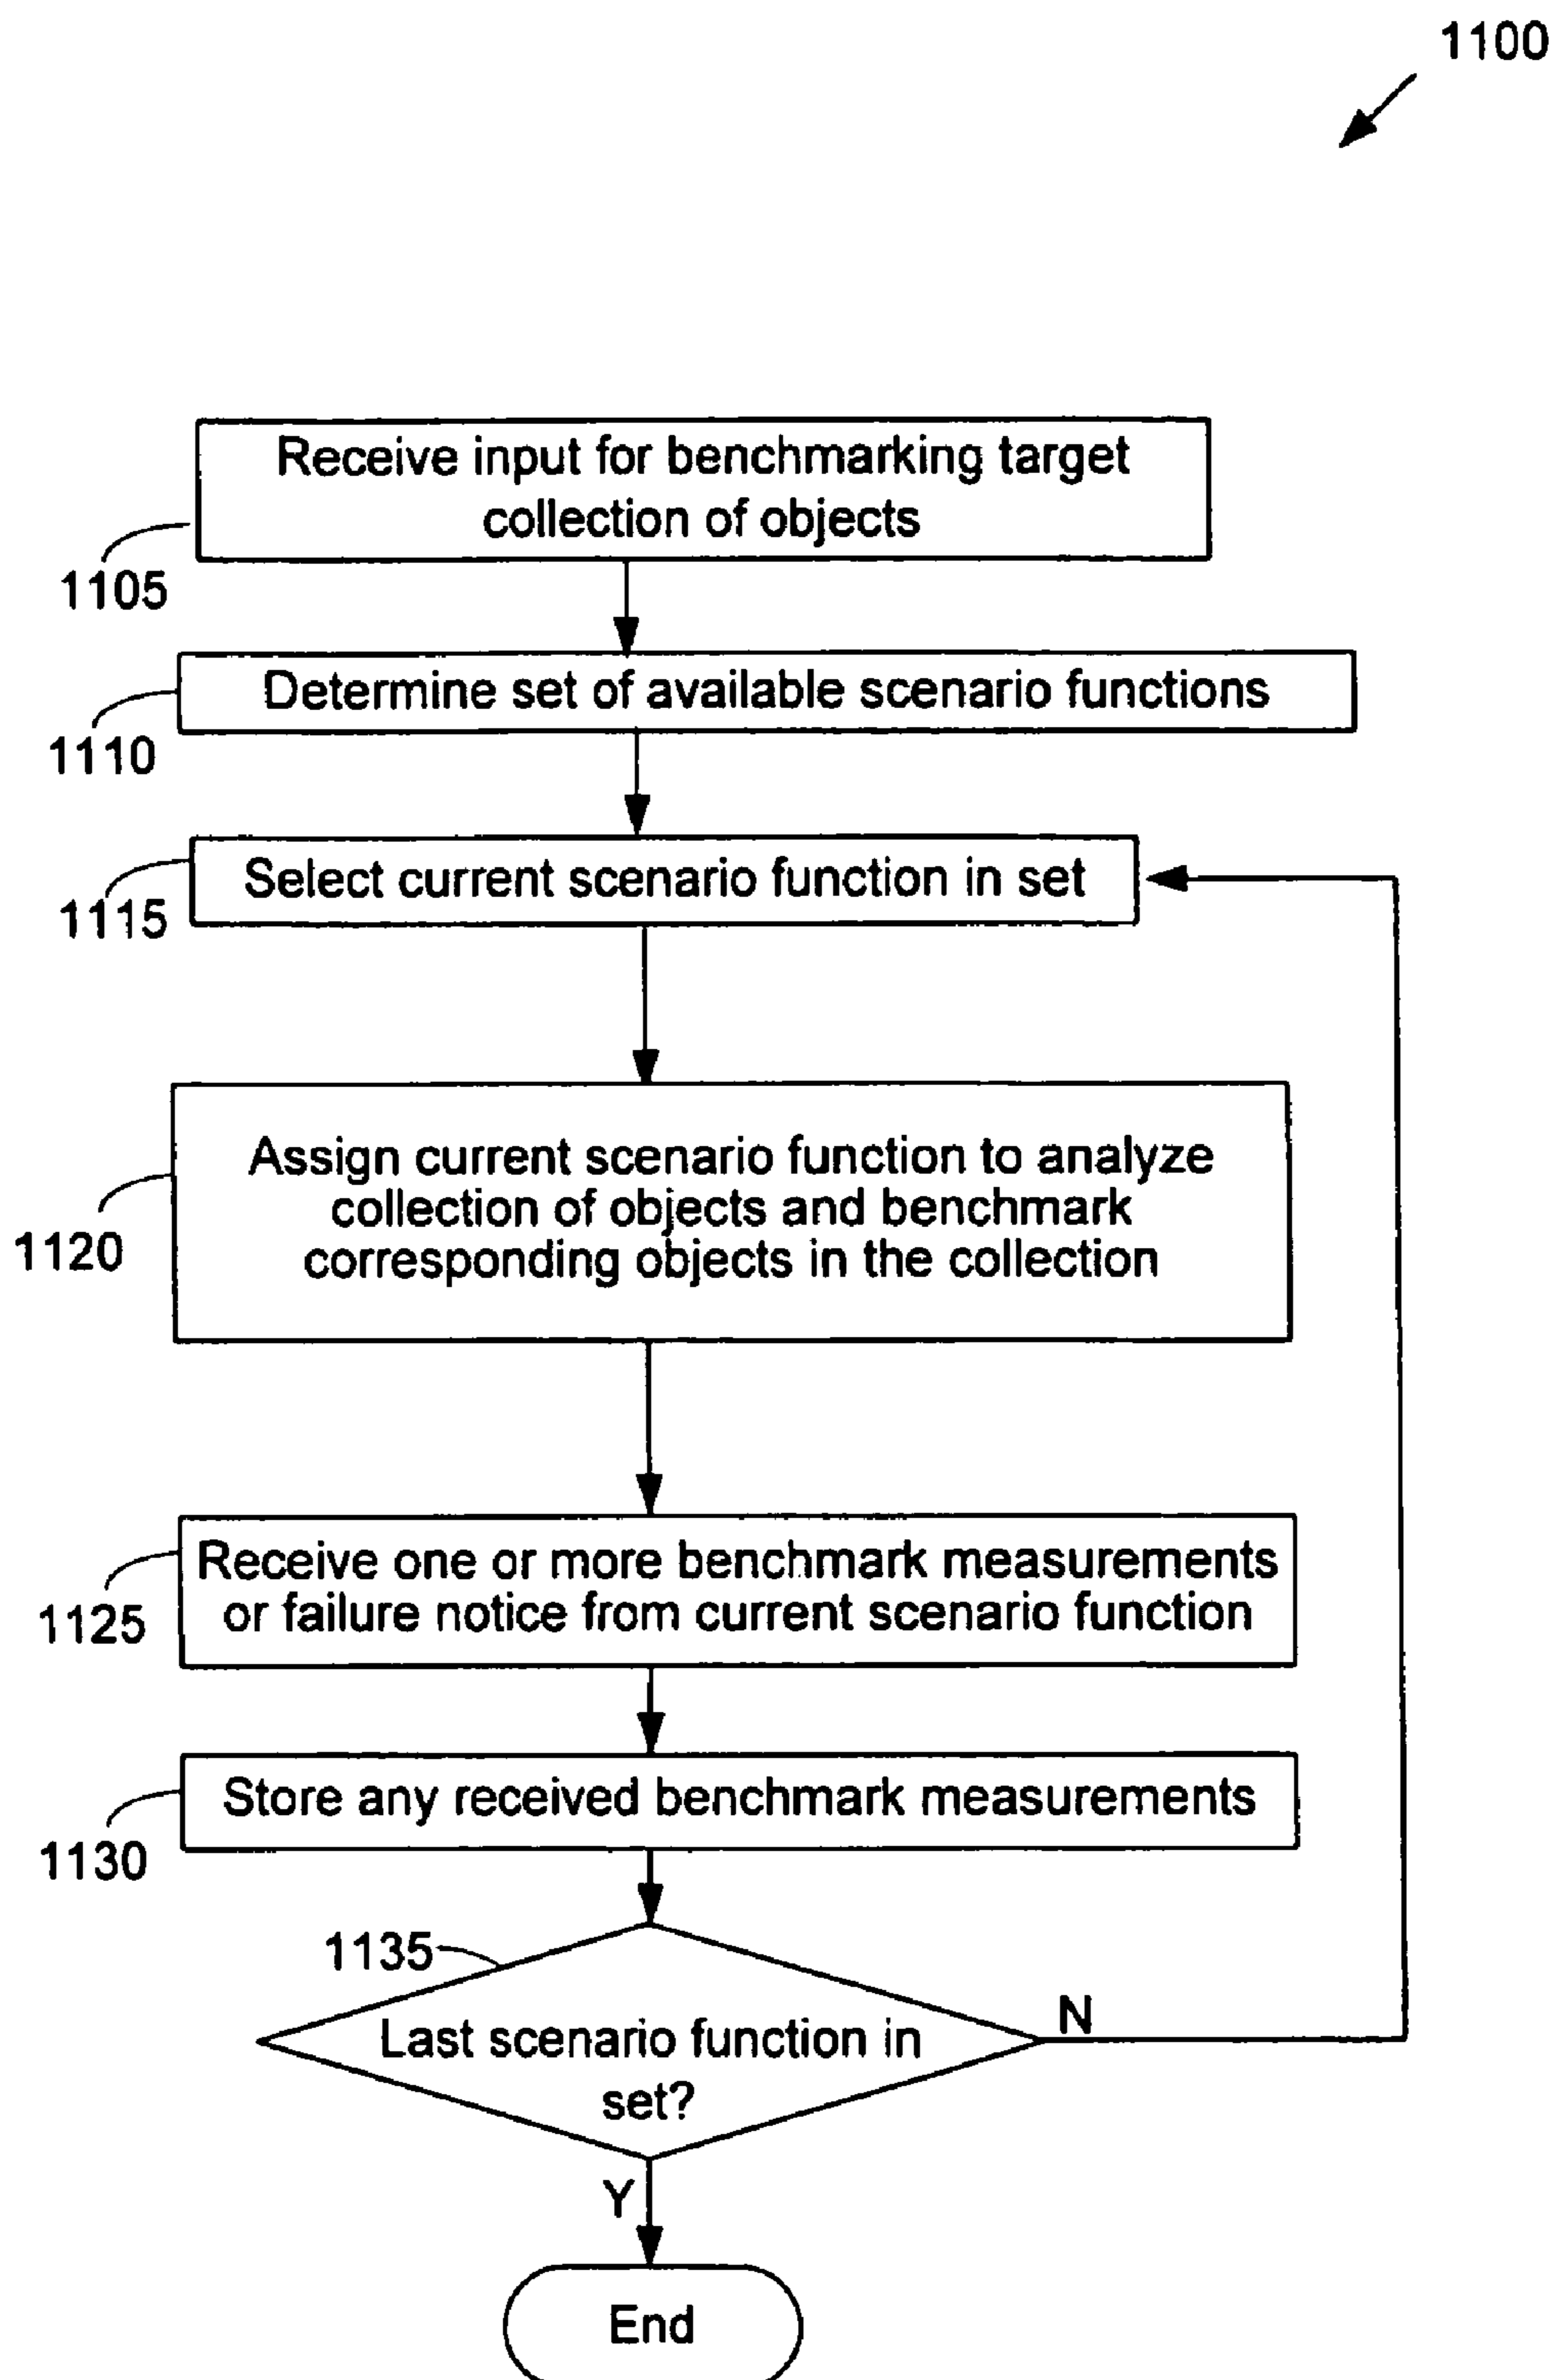 1100
Receive input for benchmarking target
collection of objects
1105
Determine set of available scenario functions
1110
Select current scenario function in set
1115
Assign current scenario function to analyze
collection of objects and benchmark
corresponding objects in the collection
1120
Receive one or more benchmark measurements
or failure notice from current scenario function
1125
Store any received benchmark measurements
1130
1135
Last scenario function in
set?
N
Y
End